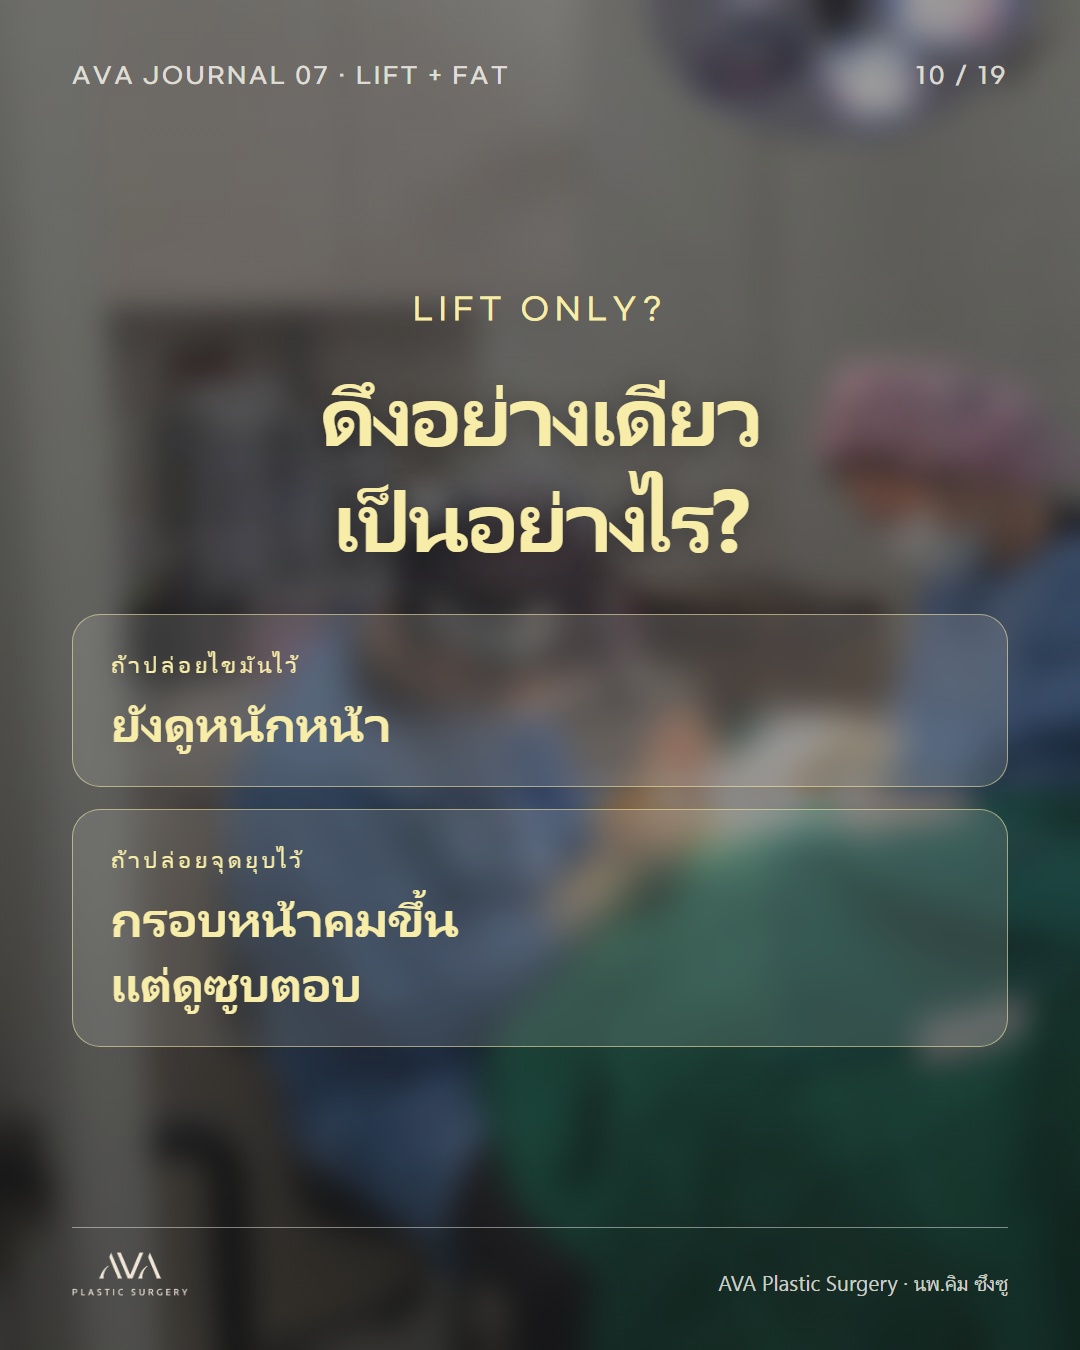 AVA JOURNAL 07 · LIFT + FAT
10 / 19
LIFT ONLY?
ดึงอย่างเดียว
เป็นอย่างไร?
ถ้าปล่อยไขมันไว้
ยังดูหนักหน้า
ถ้าปล่อยจุดยุบไว้
กรอบหน้าคมขึ้น
แต่ดูซูบตอบ
AVA
PLASTIC SURGERY
AVA Plastic Surgery · นพ.คิม ซึงซู